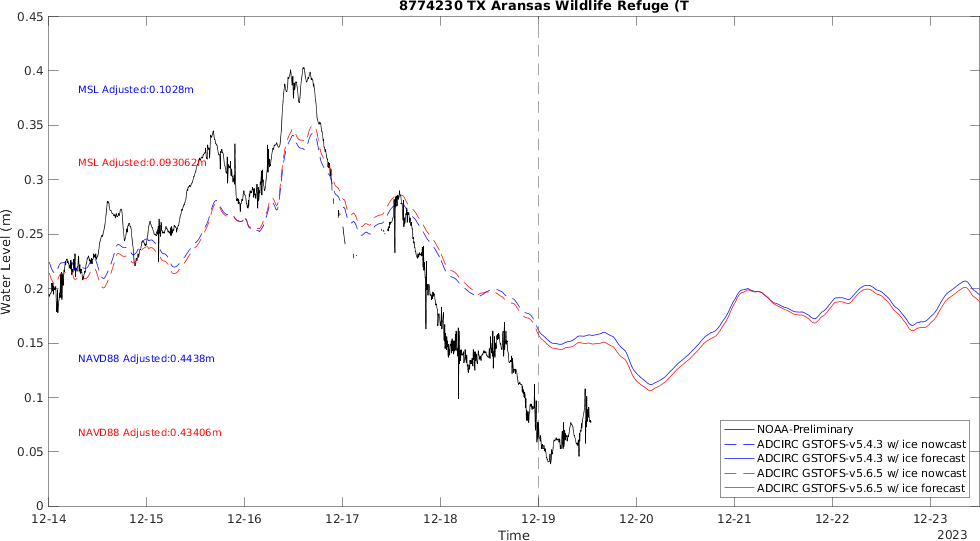 8774230 TX Aransas Wildlife Refuge (T
0.45
0.4
MSL Adjusted:0.1028m
0.35
MSL Adjusted:0.093062m
0.3
0.25
Water Level (m)
0.2
0.15
NAVD88 Adjusted:0.4438m
0.1
NAVD88 Adjusted:0.43406m
0.05
0
NOAA-Preliminary
ADCIRC GSTOFS-v5.4.3 w/ ice nowcast
ADCIRC GSTOFS-v5.4.3 w/ ice forecast
ADCIRC GSTOFS-v5.6.5 w/ ice nowcast
ADCIRC GSTOFS-v5.6.5 w/ ice forecast
12-14 12-15 12-16 12-17 12-18 12-19 12-20 12-21 12-22 12-23
Time
2023